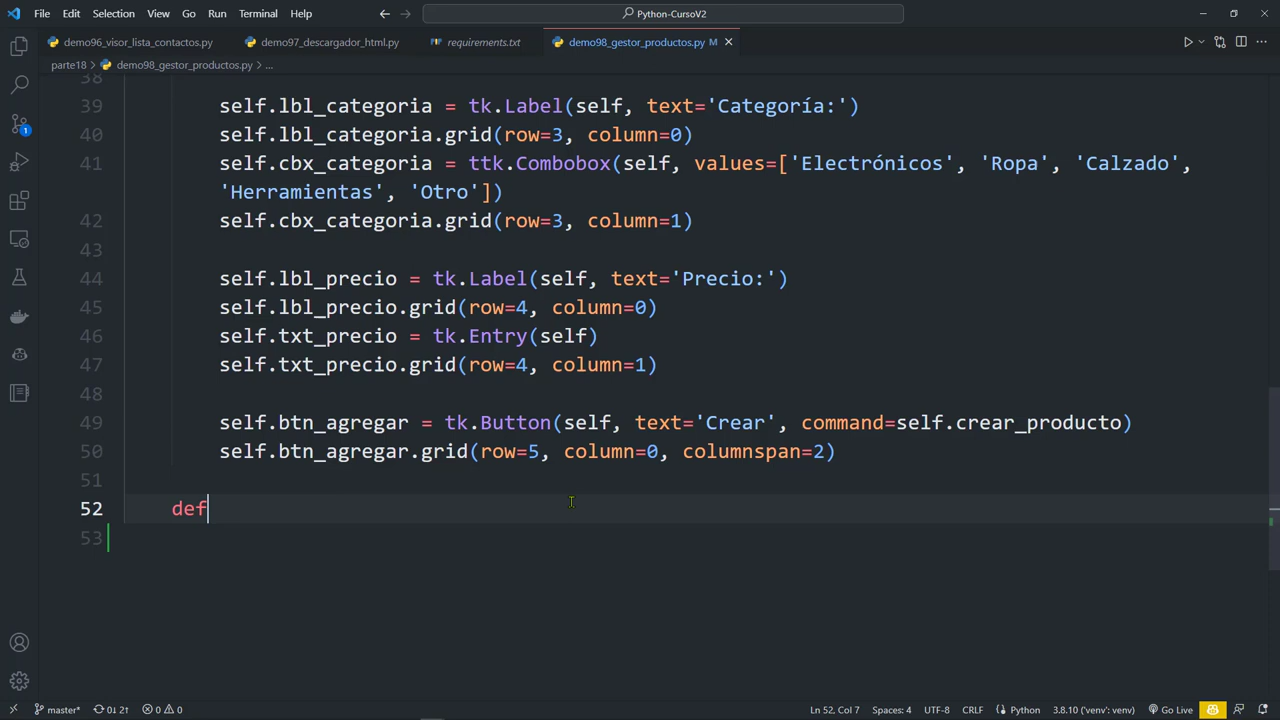 File Edit Selection View Go Run Terminal Help
Python-CursoV2
demo96_visor_lista_contactos.py demo97_descargador_html.py requirements.txt demo98_gestor_productos.py M
parte18 > demo98_gestor_productos.py > ...
38
39 self.lbl_categoria = tk.Label(self, text='Categoría:')
40 self.lbl_categoria.grid(row=3, column=0)
41 self.cbx_categoria = ttk.Combobox(self, values=['Electrónicos', 'Ropa', 'Calzado',
'Herramientas', 'Otro'])
42 self.cbx_categoria.grid(row=3, column=1)
43
44 self.lbl_precio = tk.Label(self, text='Precio:')
45 self.lbl_precio.grid(row=4, column=0)
46 self.txt_precio = tk.Entry(self)
47 self.txt_precio.grid(row=4, column=1)
48
49 self.btn_agregar = tk.Button(self, text='Crear', command=self.crear_producto)
50 self.btn_agregar.grid(row=5, column=0, columnspan=2)
51
52 def
53
1
master* 0↓ 2↑ 0 0 Ln 52, Col 7 Spaces: 4 UTF-8 CRLF Python 3.8.10 ('venv': venv) Go Live